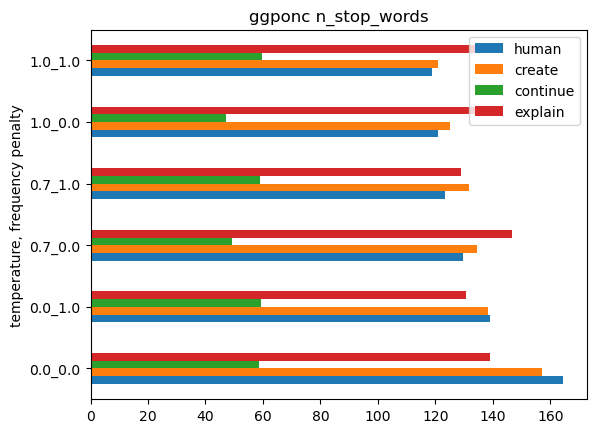 ggponc n_stop_words
human
create
continue
explain
temperature, frequency penalty
1.0_1.0
1.0_0.0
0.7_1.0
0.7_0.0
0.0_1.0
0.0_0.0
0 20 40 60 80 100 120 140 160